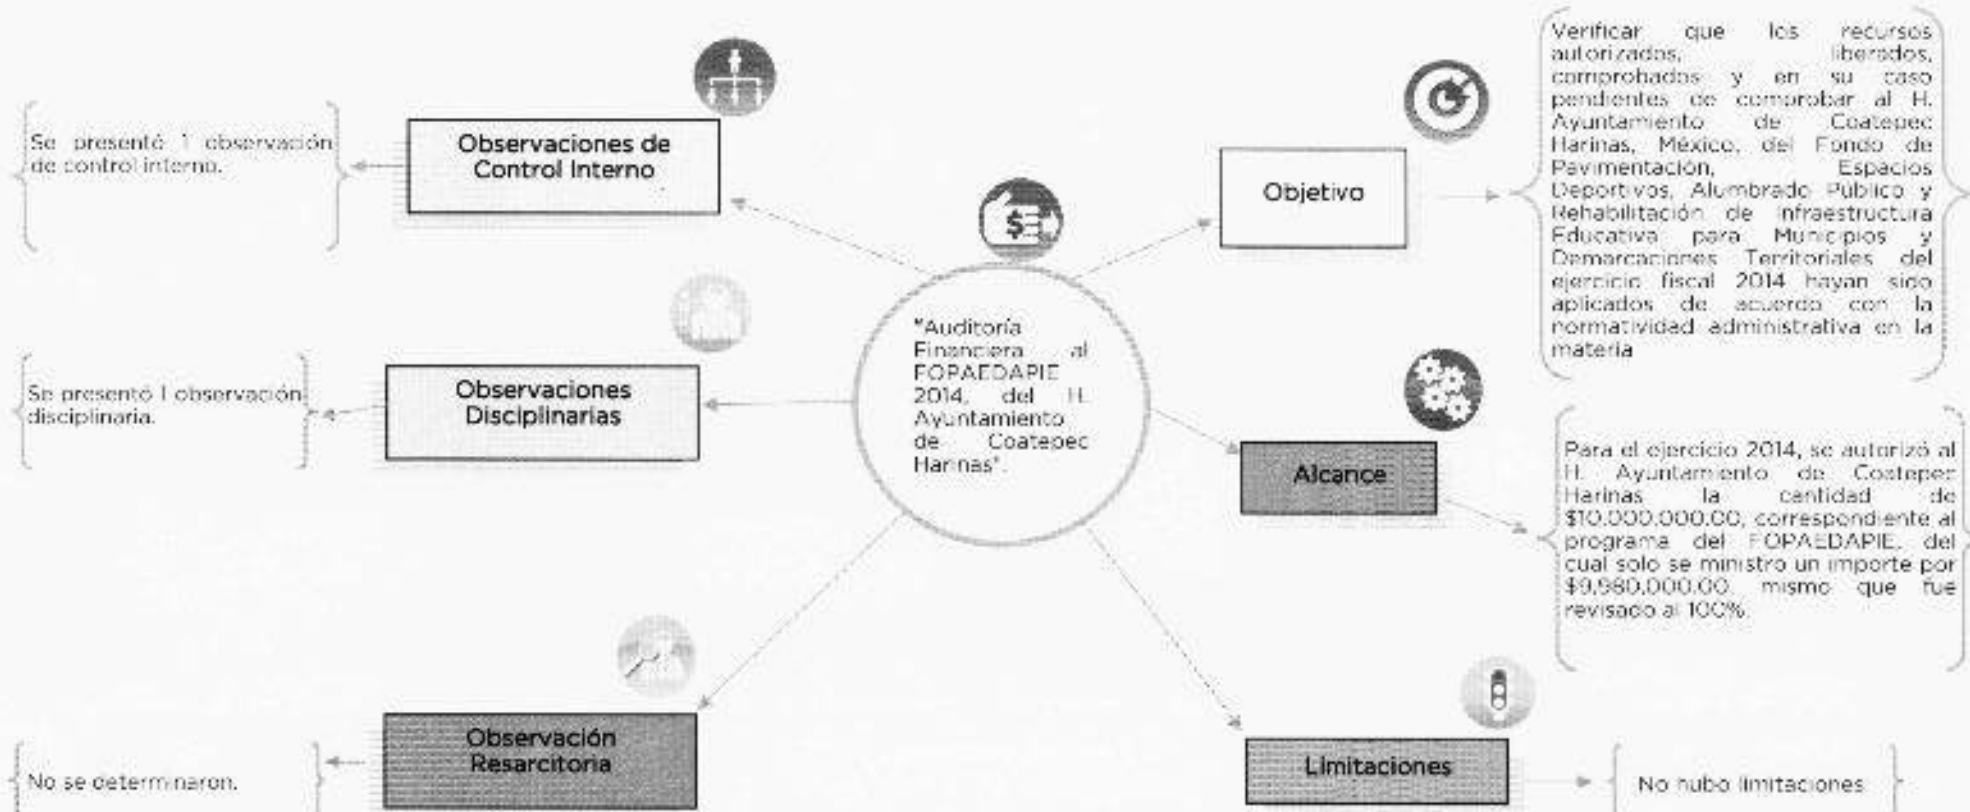 Observaciones de
Control Interno
Se presentó 1 observación
de control interno.
Observaciones
Disciplinarias
Se presentó 1 observación
disciplinaria.
Observación
Resarcitoria
No se determinaron.
"Auditoría
Financiera al
FOPAEDAPIE
2014, del H.
Ayuntamiento
de Coatepec
Harinas".
Objetivo
Verificar que los recursos
autorizados, liberados,
comprobados y en su caso
pendientes de comprobar al H.
Ayuntamiento de Coatepec
Harinas, México, del Fondo de
Pavimentación, Espacios
Deportivos, Alumbrado Público y
Rehabilitación de Infraestructura
Educativa para Municipios y
Demarcaciones Territoriales del
ejercicio fiscal 2014 hayan sido
aplicados de acuerdo con la
normatividad administrativa en la
materia
Alcance
Para el ejercicio 2014, se autorizó al
H. Ayuntamiento de Coatepec
Harinas la cantidad de
$10,000,000.00, correspondiente al
programa del FOPAEDAPIE, del
cual solo se ministro un importe por
$9,980,000.00, mismo que fue
revisado al 100%.
Limitaciones
No hubo limitaciones